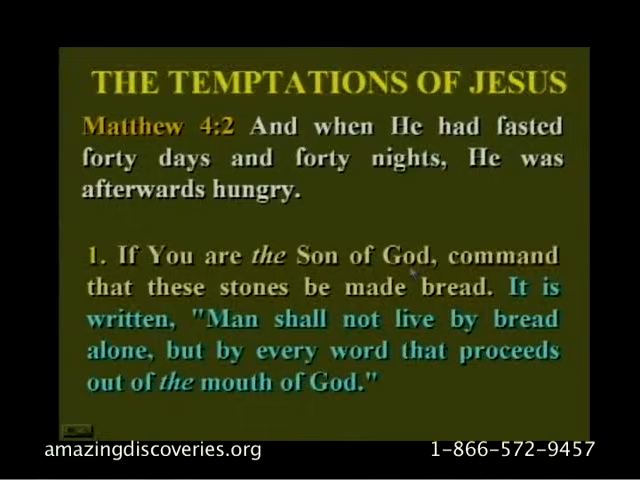 THE TEMPTATIONS OF JESUS
Matthew 4:2 And when He had fasted
forty days and forty nights, He was
afterwards hungry.
1. If You are the Son of God, command
that these stones be made bread. It is
written, "Man shall not live by bread
alone, but by every word that proceeds
out of the mouth of God."
amazingdiscoveries.org 1-866-572-9457